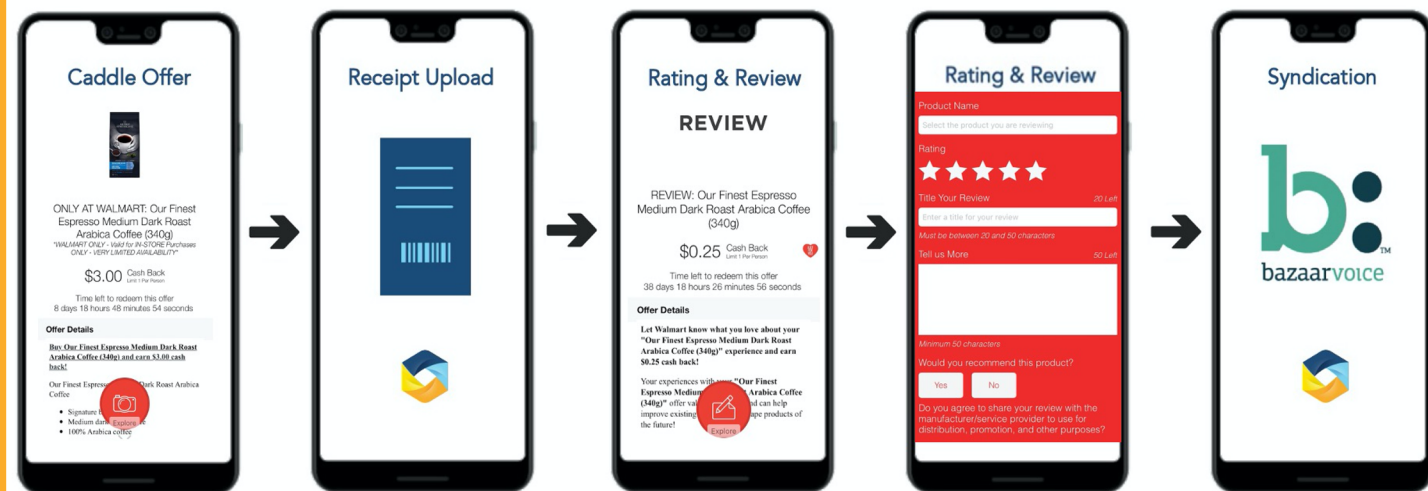 Caddle Offer
ONLY AT WALMART: Our Finest
Espresso Medium Dark Roast
Arabica Coffee (340g)
"WALMART ONLY - Valid for IN-STORE Purchases
ONLY - VERY LIMITED AVAILABILITY"
$3.00 Cash Back
Limit 1 Per Person
Time left to redeem this offer
8 days 18 hours 48 minutes 54 seconds
Offer Details
Buy Our Finest Espresso Medium Dark Roast
Arabica Coffee (340g) and earn $3.00 cash
back!
Our Finest Dark Roast Arabica
Coffee
• Signature
• Medium
• 100% Arabica coffee
Explore
Receipt Upload
Rating & Review
REVIEW
REVIEW: Our Finest Espresso
Medium Dark Roast Arabica Coffee
(340g)
$0.25 Cash Back
Limit 1 Per Person
Time left to redeem this offer
38 days 18 hours 26 minutes 56 seconds
Offer Details
Let Walmart know what you love about your
"Our Finest Espresso Medium Dark Roast
Arabica Coffee (340g)" experience and earn
$0.25 cash back!
Your experiences with "Our Finest
Espresso Medium Arabica Coffee
(340g)" offer and can help
improve existing products of
the future!
Explore
Rating & Review
Product Name
Select the product you are reviewing
Rating
Title Your Review 20 Left
Enter a title for your review
Must be between 20 and 50 characters
Tell us More 50 Left
Minimum 50 characters
Would you recommend this product?
Yes No
Do you agree to share your review with the
manufacturer/service provider to use for
distribution, promotion, and other purposes?
Syndication
b:
TM
bazaarvoice